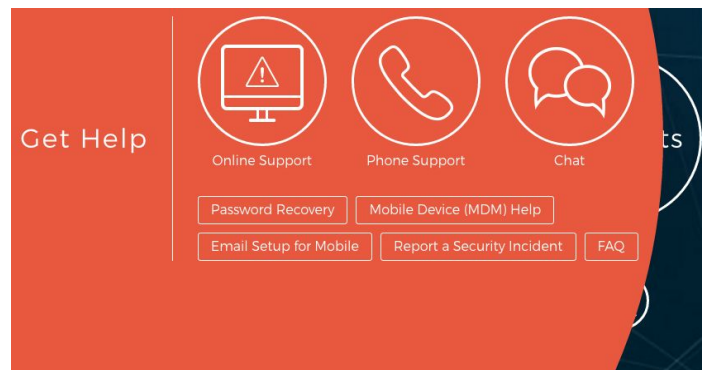 Get Help
Online Support
Phone Support
Chat
Password Recovery
Mobile Device (MDM) Help
Email Setup for Mobile
Report a Security Incident
FAQ